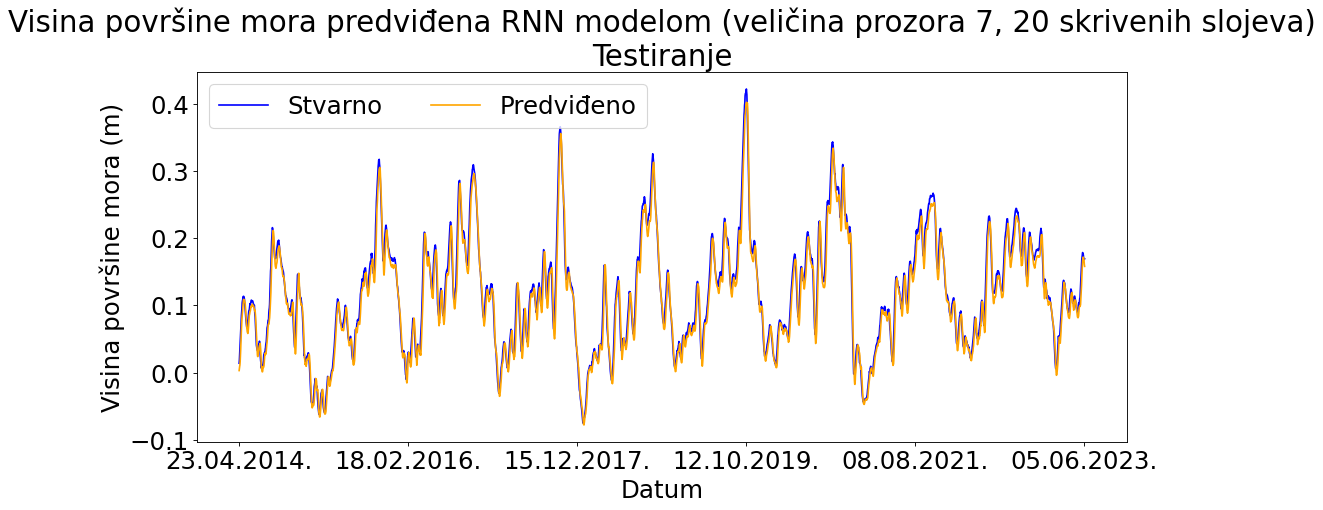 Visina površine mora predviđena RNN modelom (veličina prozora 7, 20 skrivenih slojeva)
Testiranje
Stvarno
Predviđeno
Visina površine mora (m)
0.4
0.3
0.2
0.1
0.0
−0.1
23.04.2014.
18.02.2016.
15.12.2017.
12.10.2019.
08.08.2021.
05.06.2023.
Datum